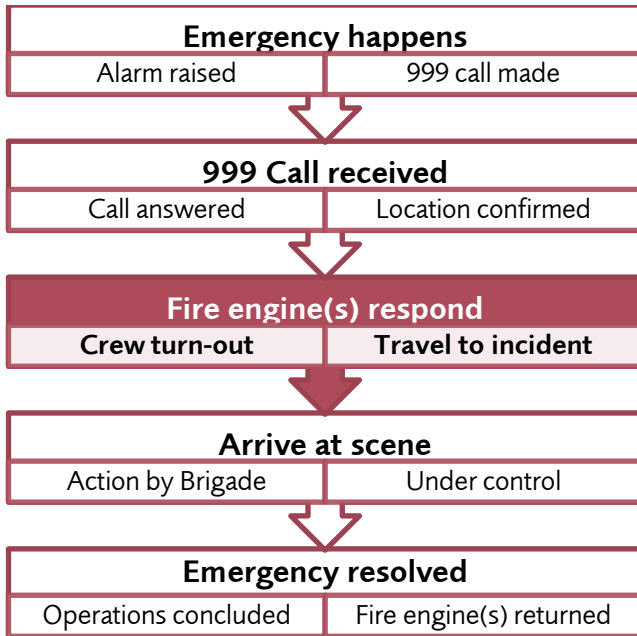 Emergency happens
Alarm raised 999 call made
999 Call received
Call answered Location confirmed
Fire engine(s) respond
Crew turn-out Travel to incident
Arrive at scene
Action by Brigade Under control
Emergency resolved
Operations concluded Fire engine(s) returned